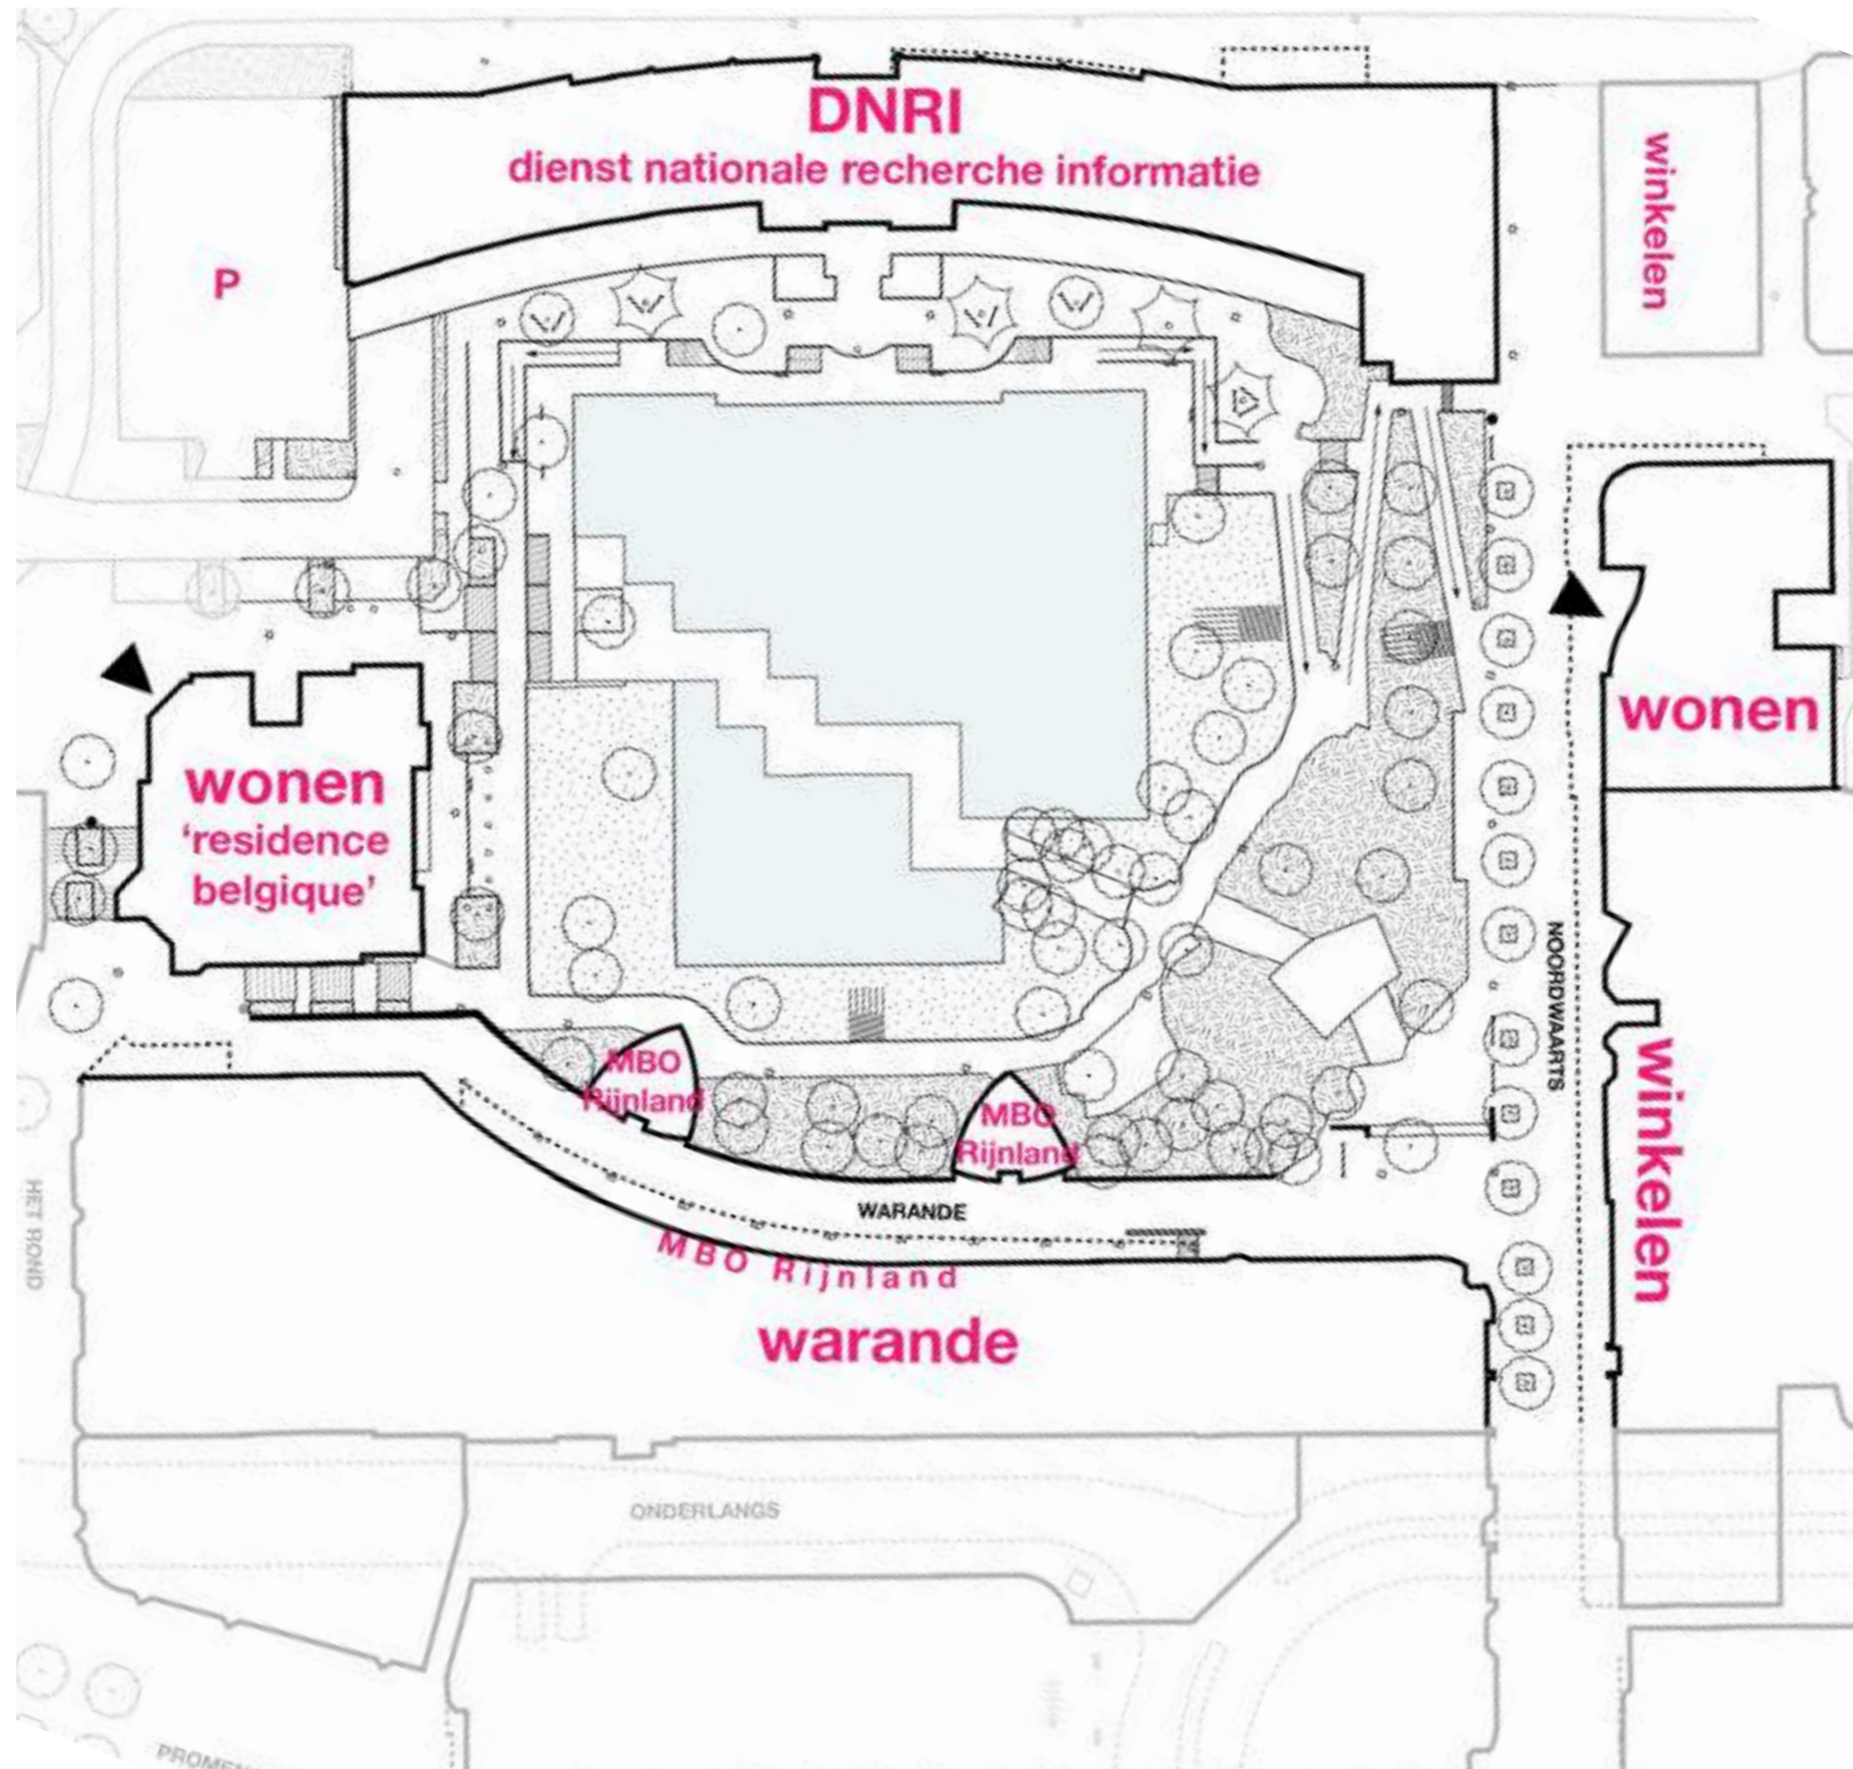 DNRI
dienst nationale recherche informatie
winkelen
P
wonen
wonen
'residence
belgique'
NOORDWAARTS
MBO
Rijnland
MBO
Rijnland
winkelen
WARANDE
HET ROND
MBO Rijnland
warande
ONDERLANGS